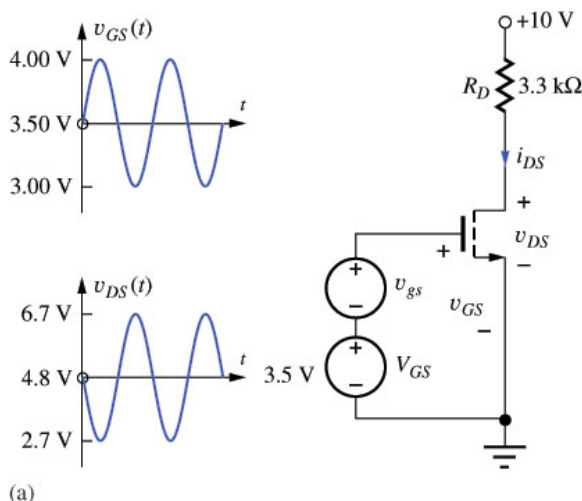 v_GS(t)
4.00 V
3.50 V
t
3.00 V
v_DS(t)
6.7 V
4.8 V
t
2.7 V
(a)
+10 V
R_D 3.3 kΩ
i_DS
+
v_DS
+ −
+
v_gs
−
v_GS
−
+
3.5 V V_GS
−